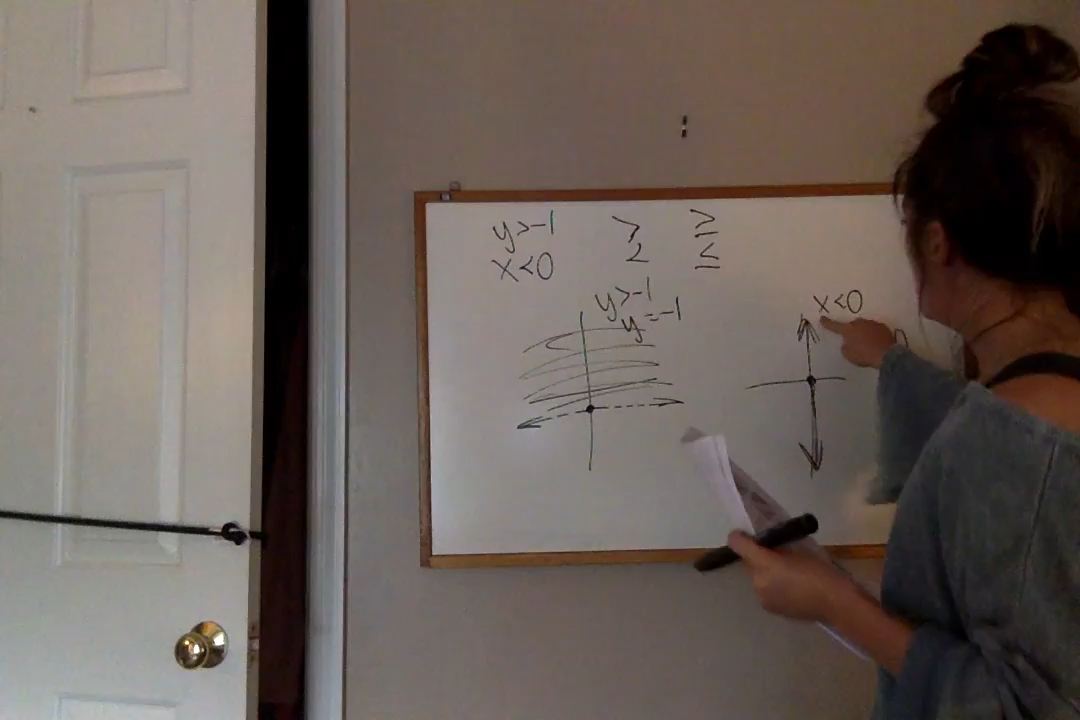 y>-1 > ≥
x<0 < ≤
y>-1
y=-1
x<0